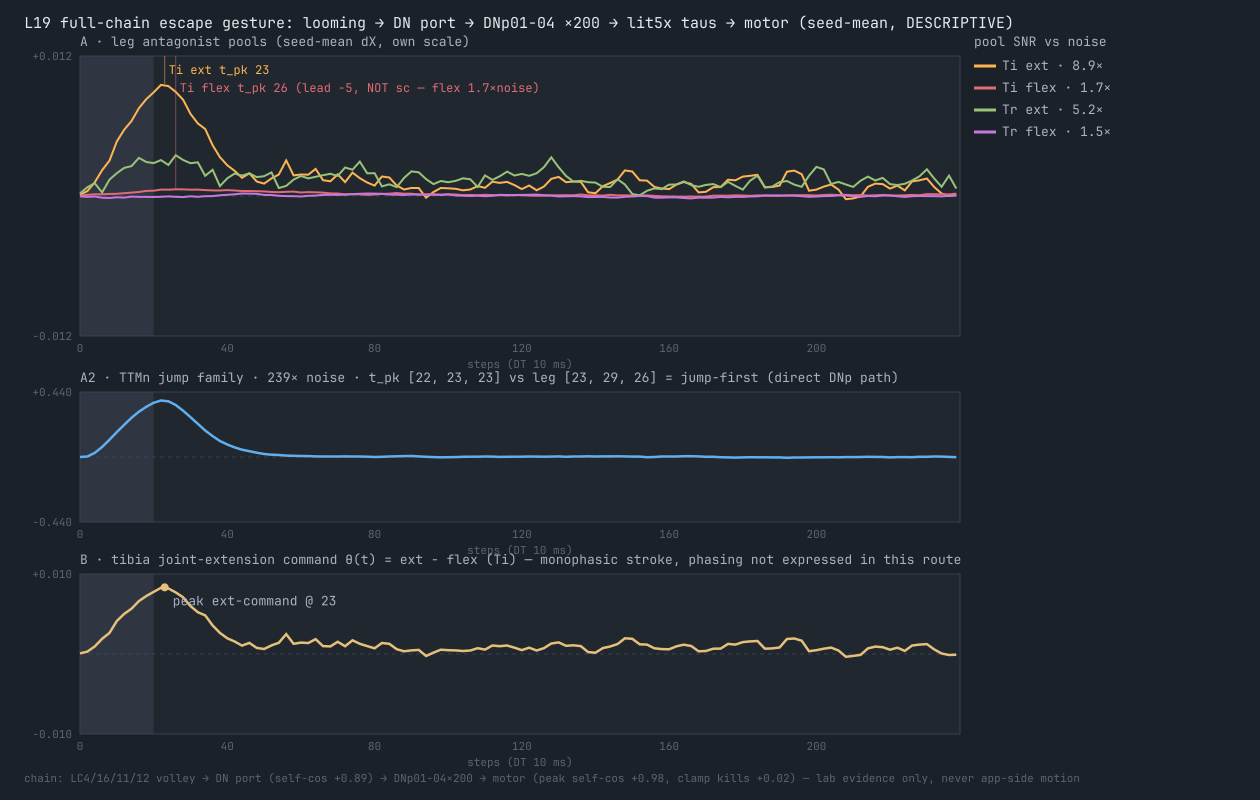 L19 full-chain escape gesture: looming → DN port → DNp01-04 ×200 → lit5x taus → motor (seed-mean, DESCRIPTIVE)
A · leg antagonist pools (seed-mean dX, own scale)
pool SNR vs noise
+0.012
Ti ext t_pk 23
Ti flex t_pk 26 (lead -5, NOT sc — flex 1.7×noise)
Ti ext · 8.9×
Ti flex · 1.7×
Tr ext · 5.2×
Tr flex · 1.5×
-0.012
0 40 80 120 160 200
steps (DT 10 ms)
A2 · TTMn jump family · 239× noise · t_pk [22, 23, 23] vs leg [23, 29, 26] = jump-first (direct DNp path)
+0.440
-0.440
0 40 80 120 160 200
steps (DT 10 ms)
B · tibia joint-extension command θ(t) = ext - flex (Ti) — monophasic stroke, phasing not expressed in this route
+0.010
peak ext-command @ 23
-0.010
0 40 80 120 160 200
steps (DT 10 ms)
chain: LC4/16/11/12 volley → DN port (self-cos +0.89) → DNp01-04×200 → motor (peak self-cos +0.98, clamp kills +0.02) — lab evidence only, never app-side motion